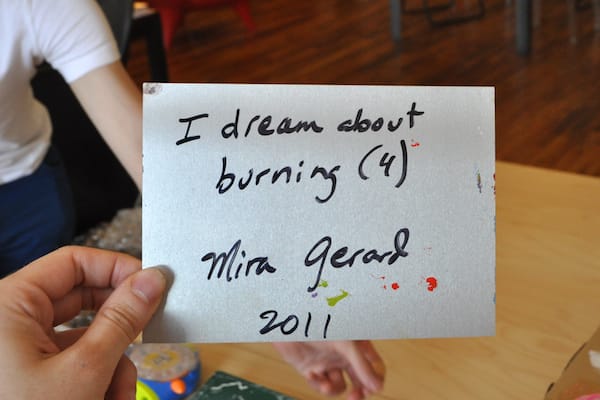 I dream about
burning (4)
Mira Gerard
2011